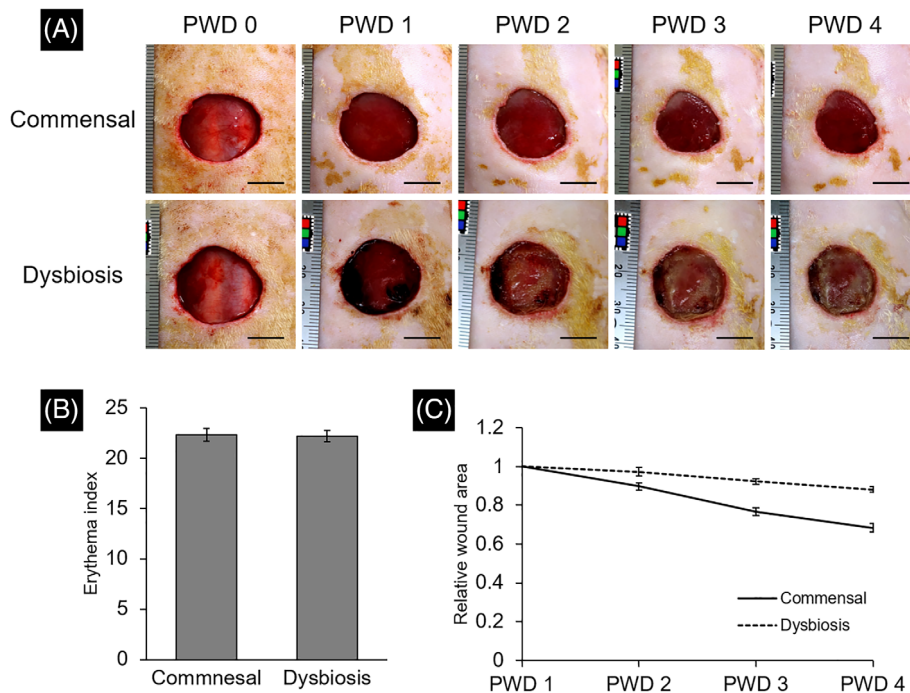 (A)
PWD 0 PWD 1 PWD 2 PWD 3 PWD 4
Commensal
Dysbiosis
(B)
Erythema index
25
20
15
10
5
0
Commnesal Dysbiosis
(C)
Relative wound area
1.2
1
0.8
0.6
0.4
0.2
0
Commensal
Dysbiosis
PWD 1 PWD 2 PWD 3 PWD 4